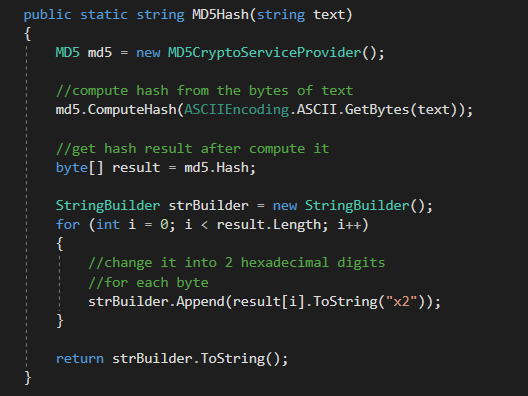 public static string MD5Hash(string text)
{
MD5 md5 = new MD5CryptoServiceProvider();
//compute hash from the bytes of text
md5.ComputeHash(ASCIIEncoding.ASCII.GetBytes(text));
//get hash result after compute it
byte[] result = md5.Hash;
StringBuilder strBuilder = new StringBuilder();
for (int i = 0; i < result.Length; i++)
{
//change it into 2 hexadecimal digits
//for each byte
strBuilder.Append(result[i].ToString("x2"));
}
return strBuilder.ToString();
}